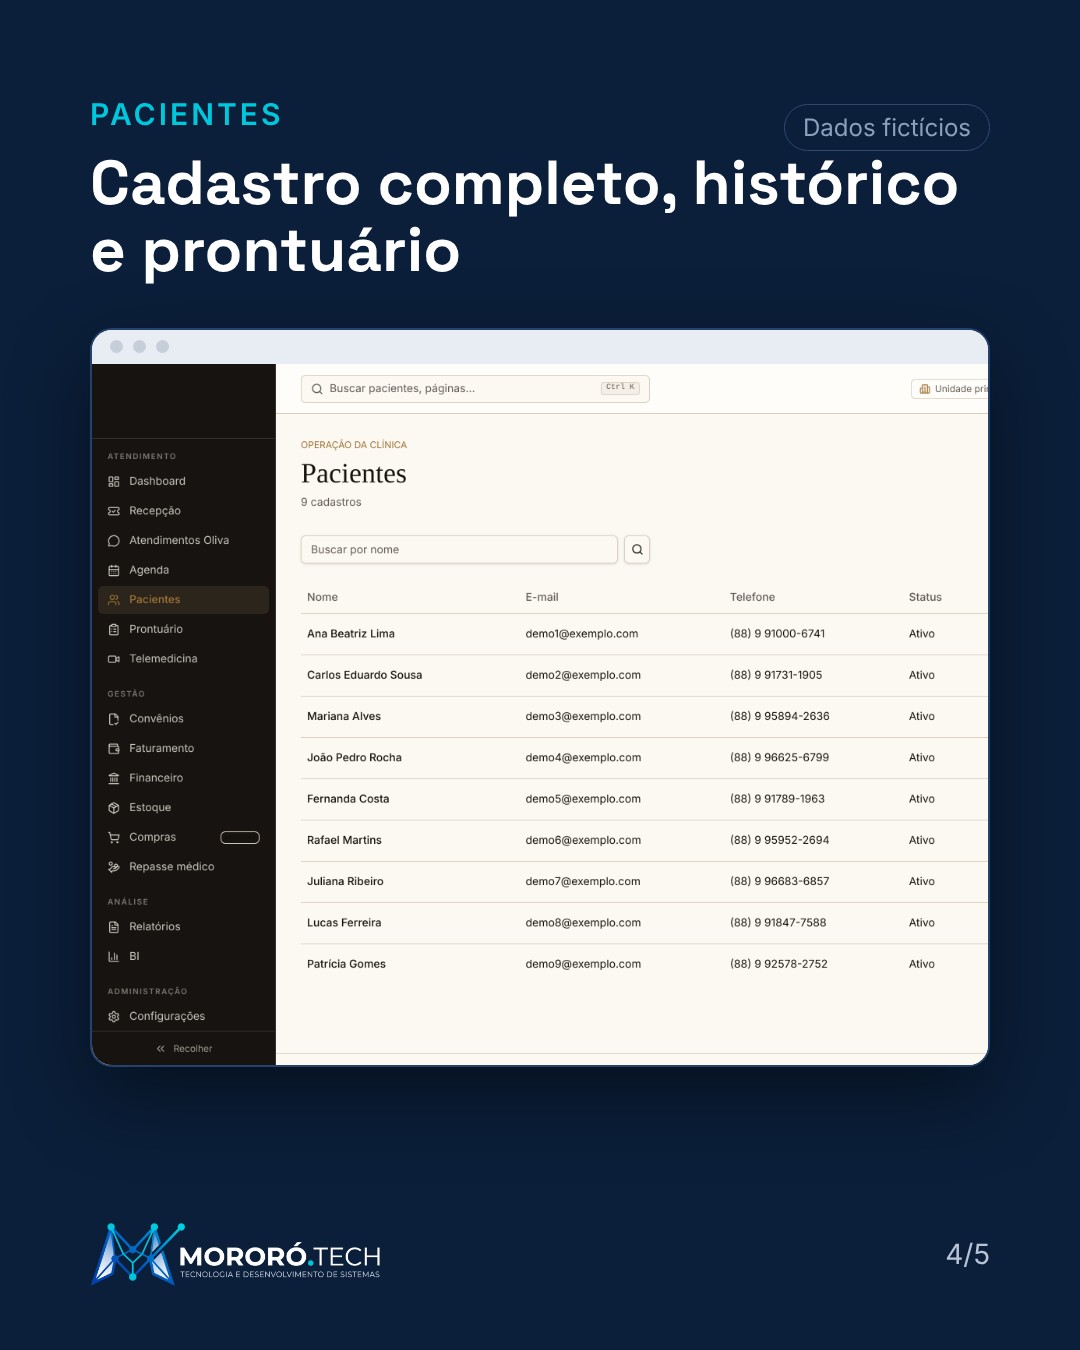 PACIENTES
Dados fictícios
Cadastro completo, histórico
e prontuário
Buscar pacientes, páginas...
Ctrl K
Unidade pri
ATENDIMENTO
Dashboard
Recepção
Atendimentos Oliva
Agenda
Pacientes
Prontuário
Telemedicina
GESTÃO
Convênios
Faturamento
Financeiro
Estoque
Compras
Repasse médico
ANÁLISE
Relatórios
BI
ADMINISTRAÇÃO
Configurações
Recolher
OPERAÇÃO DA CLÍNICA
Pacientes
9 cadastros
Buscar por nome
Nome E-mail Telefone Status
Ana Beatriz Lima demo1@exemplo.com (88) 9 91000-6741 Ativo
Carlos Eduardo Sousa demo2@exemplo.com (88) 9 91731-1905 Ativo
Mariana Alves demo3@exemplo.com (88) 9 95894-2636 Ativo
João Pedro Rocha demo4@exemplo.com (88) 9 96625-6799 Ativo
Fernanda Costa demo5@exemplo.com (88) 9 91789-1963 Ativo
Rafael Martins demo6@exemplo.com (88) 9 95952-2694 Ativo
Juliana Ribeiro demo7@exemplo.com (88) 9 96683-6857 Ativo
Lucas Ferreira demo8@exemplo.com (88) 9 91847-7588 Ativo
Patrícia Gomes demo9@exemplo.com (88) 9 92578-2752 Ativo
MORORÓ.TECH
TECNOLOGIA E DESENVOLVIMENTO DE SISTEMAS
4/5